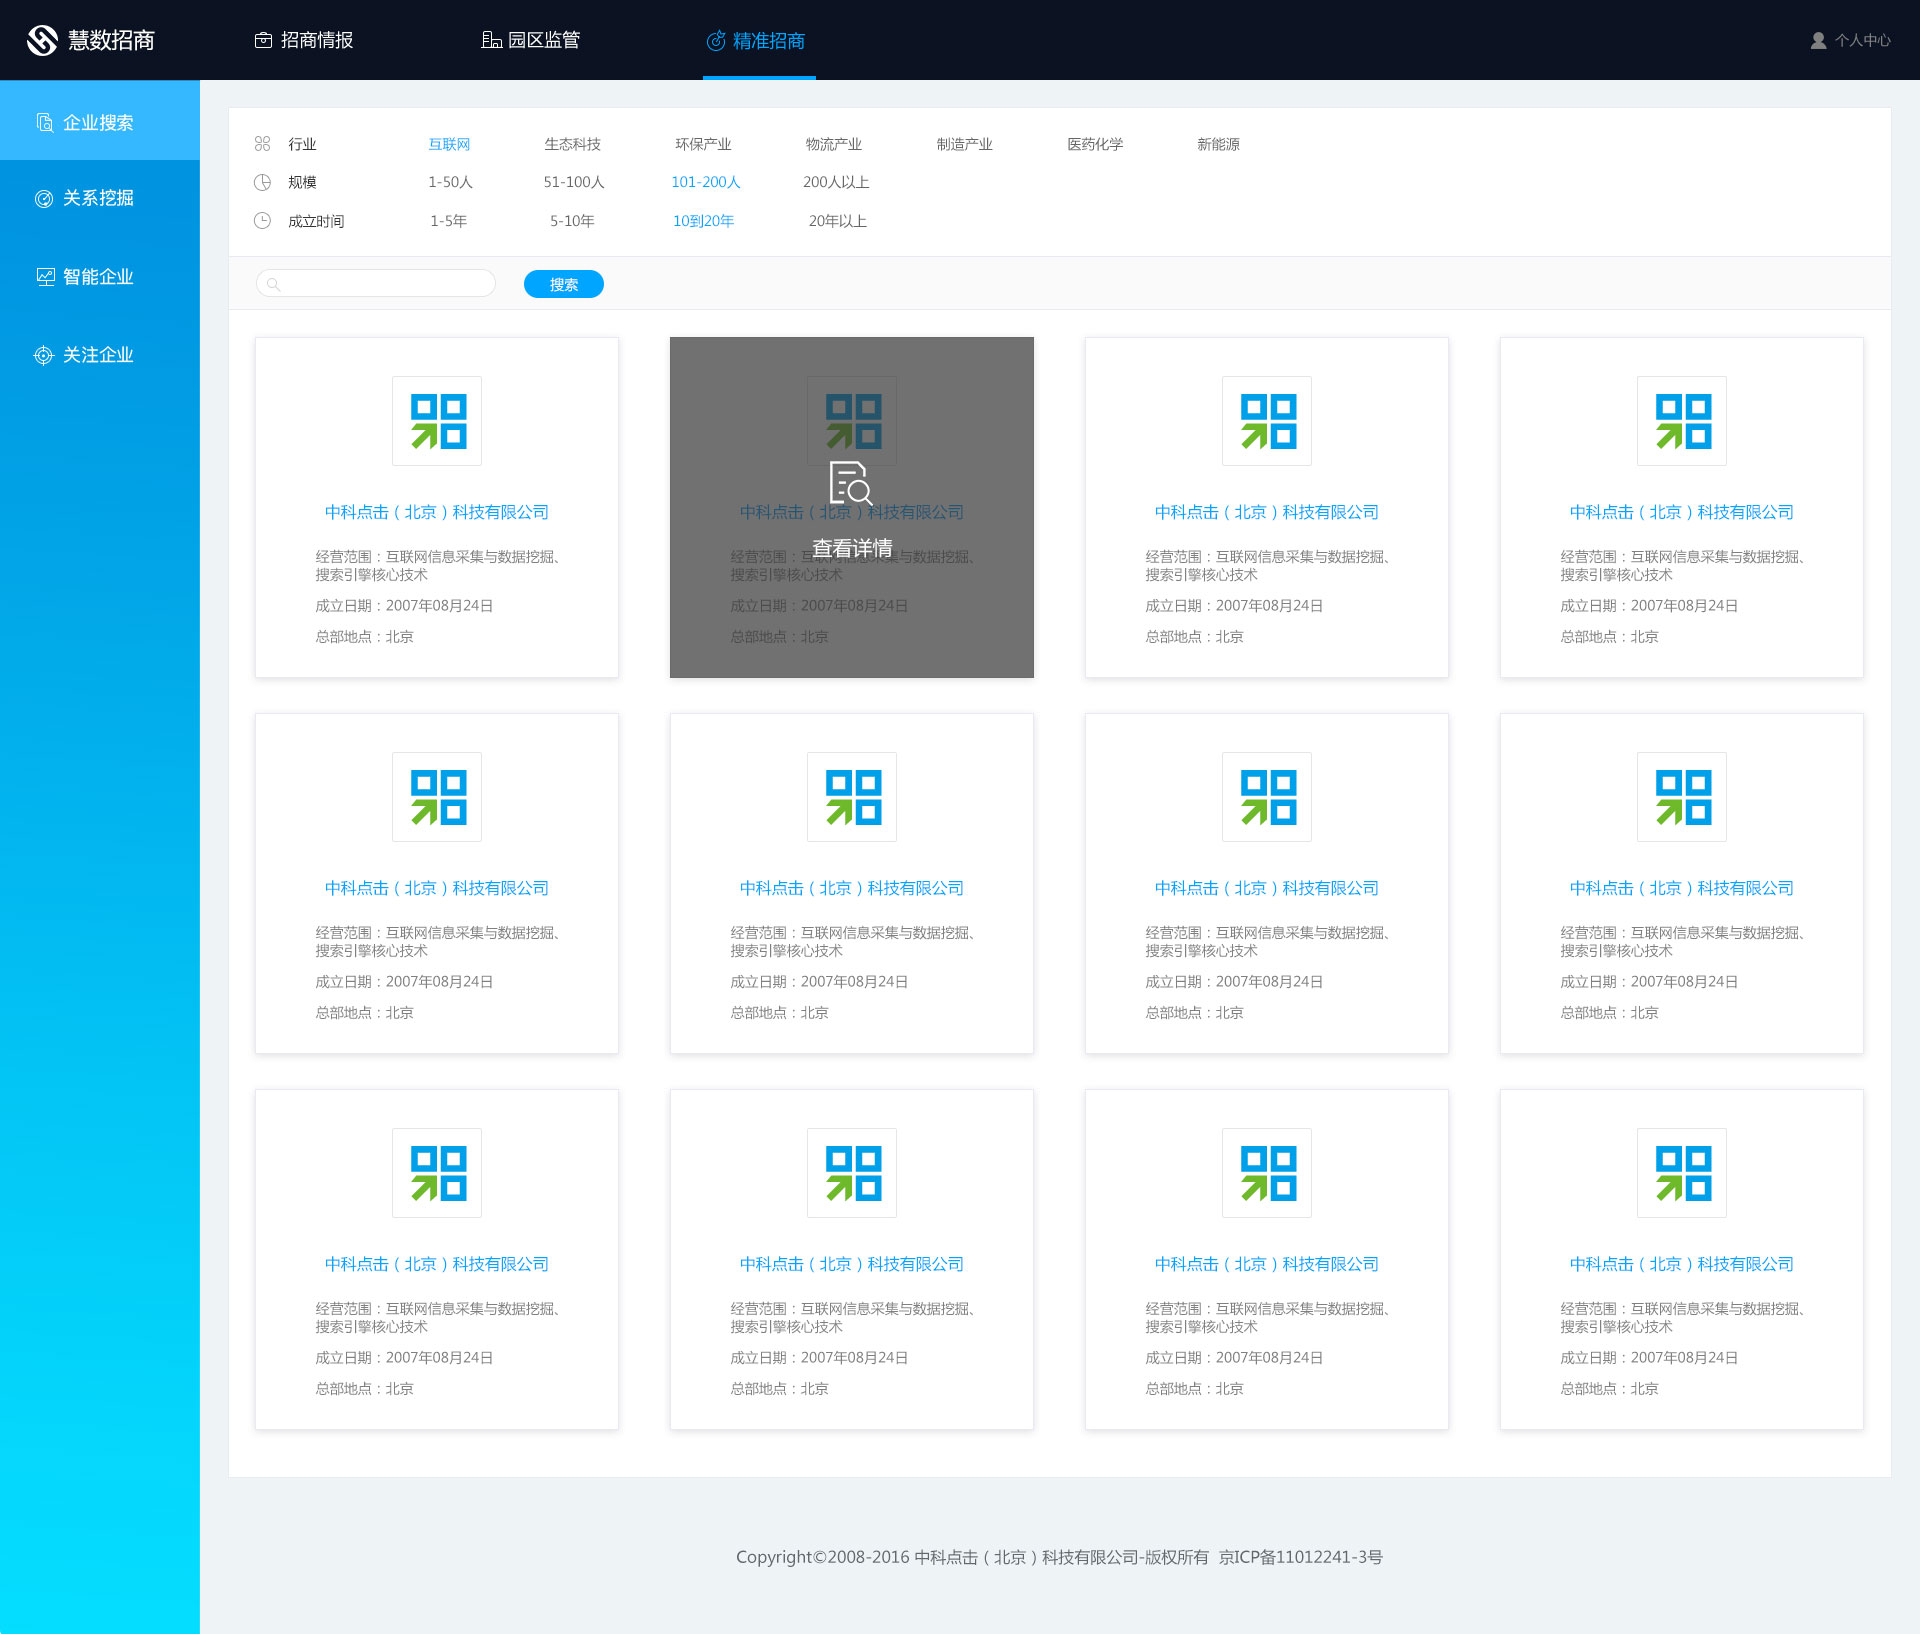 慧数招商
招商情报
园区监管
精准招商
个人中心
企业搜索
关系挖掘
智能企业
关注企业
行业 互联网 生态科技 环保产业 物流产业 制造产业 医药化学 新能源
规模 1-50人 51-100人 101-200人 200人以上
成立时间 1-5年 5-10年 10到20年 20年以上
搜索
中科点击（北京）科技有限公司
经营范围：互联网信息采集与数据挖掘、
搜索引擎核心技术
成立日期：2007年08月24日
总部地点：北京
中科点击（北京）科技有限公司
查看详情
经营范围：互联网信息采集与数据挖掘、
搜索引擎核心技术
成立日期：2007年08月24日
总部地点：北京
中科点击（北京）科技有限公司
经营范围：互联网信息采集与数据挖掘、
搜索引擎核心技术
成立日期：2007年08月24日
总部地点：北京
中科点击（北京）科技有限公司
经营范围：互联网信息采集与数据挖掘、
搜索引擎核心技术
成立日期：2007年08月24日
总部地点：北京
中科点击（北京）科技有限公司
经营范围：互联网信息采集与数据挖掘、
搜索引擎核心技术
成立日期：2007年08月24日
总部地点：北京
中科点击（北京）科技有限公司
经营范围：互联网信息采集与数据挖掘、
搜索引擎核心技术
成立日期：2007年08月24日
总部地点：北京
中科点击（北京）科技有限公司
经营范围：互联网信息采集与数据挖掘、
搜索引擎核心技术
成立日期：2007年08月24日
总部地点：北京
中科点击（北京）科技有限公司
经营范围：互联网信息采集与数据挖掘、
搜索引擎核心技术
成立日期：2007年08月24日
总部地点：北京
中科点击（北京）科技有限公司
经营范围：互联网信息采集与数据挖掘、
搜索引擎核心技术
成立日期：2007年08月24日
总部地点：北京
中科点击（北京）科技有限公司
经营范围：互联网信息采集与数据挖掘、
搜索引擎核心技术
成立日期：2007年08月24日
总部地点：北京
中科点击（北京）科技有限公司
经营范围：互联网信息采集与数据挖掘、
搜索引擎核心技术
成立日期：2007年08月24日
总部地点：北京
中科点击（北京）科技有限公司
经营范围：互联网信息采集与数据挖掘、
搜索引擎核心技术
成立日期：2007年08月24日
总部地点：北京
Copyright©2008-2016 中科点击（北京）科技有限公司-版权所有 京ICP备11012241-3号